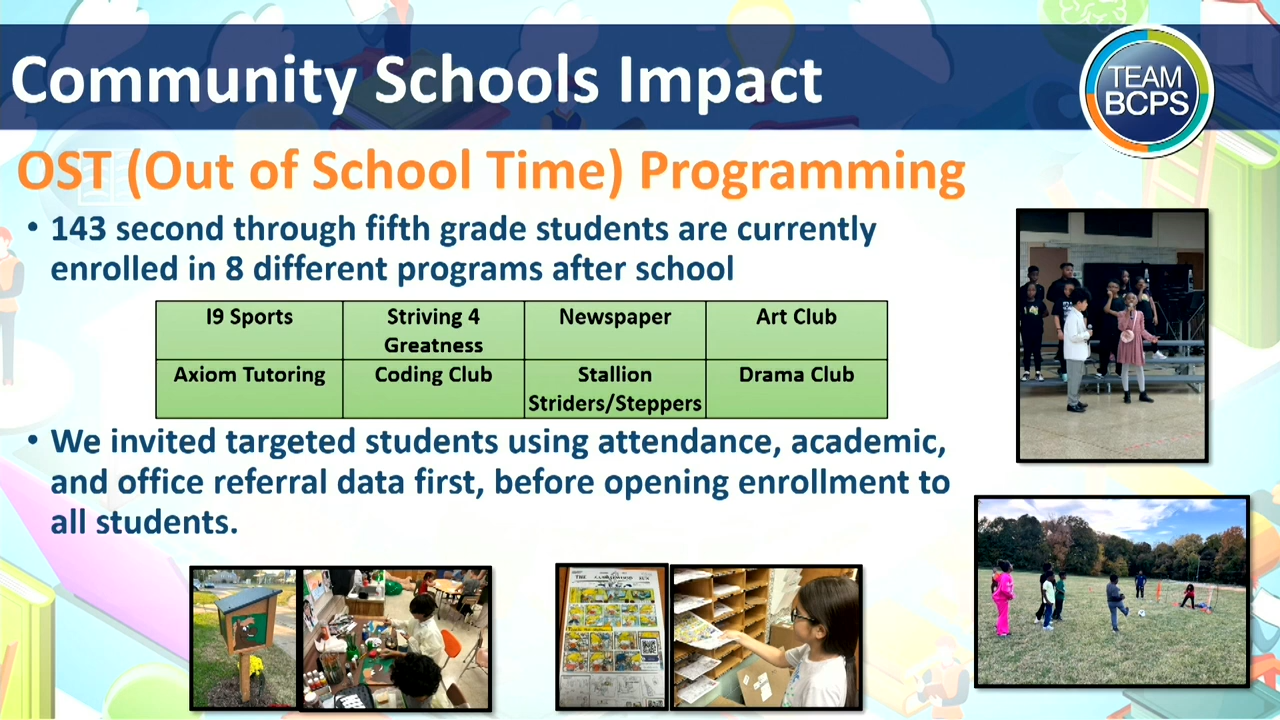 Community Schools Impact
TEAM
BCPS
OST (Out of School Time) Programming
• 143 second through fifth grade students are currently
enrolled in 8 different programs after school
I9 Sports
Striving 4
Greatness
Newspaper
Art Club
Axiom Tutoring
Coding Club
Stallion
Striders/Steppers
Drama Club
• We invited targeted students using attendance, academic,
and office referral data first, before opening enrollment to
all students.